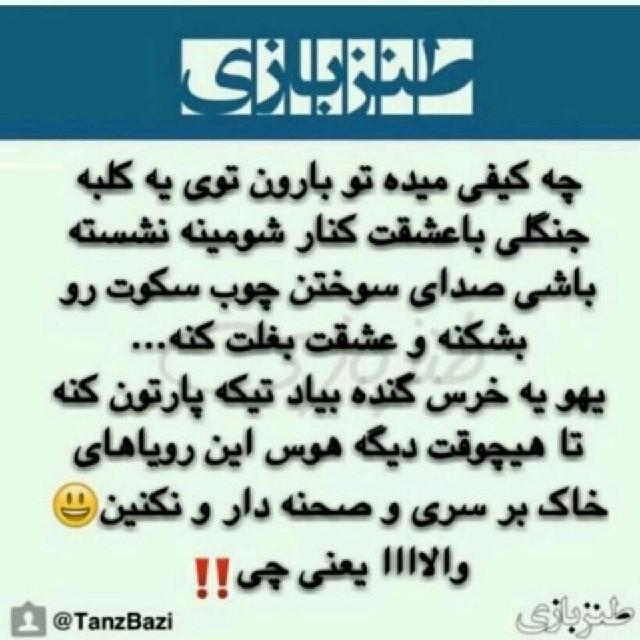 طنزبازی
چه کیفی میده تو بارون توی یه کلبه
جنگلی باعشقت کنار شومینه نشسته
باشی صدای سوختن چوب سکوت رو
بشکنه و عشقت بغلت کنه...
یهو یه خرس گنده بیاد تیکه پارتون کنه
تا هیچوقت دیگه هوس این رویاهای
خاک بر سری و صحنه دار و نکنین😃
والاااا یعنی چی‼️
@TanzBazi
طنزبازی